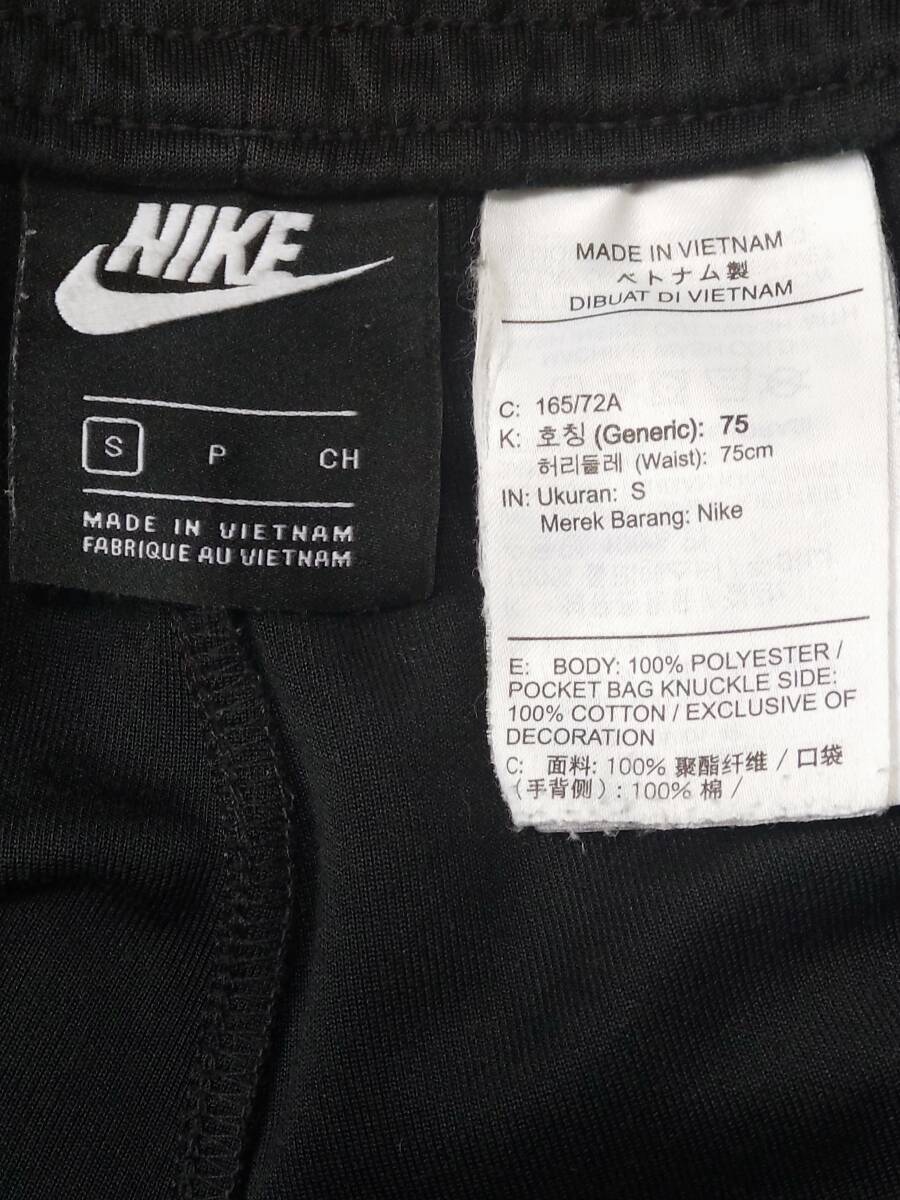 NIKE
S P CH
MADE IN VIETNAM
FABRIQUE AU VIETNAM
MADE IN VIETNAM
ベトナム製
DIBUAT DI VIETNAM
C: 165/72A
K: 호칭 (Generic): 75
허리둘레 (Waist): 75cm
IN: Ukuran: S
Merek Barang: Nike
E: BODY: 100% POLYESTER /
POCKET BAG KNUCKLE SIDE:
100% COTTON / EXCLUSIVE OF
DECORATION
C: 面料: 100% 聚酯纤维 / 口袋
(手背侧) : 100% 棉 /